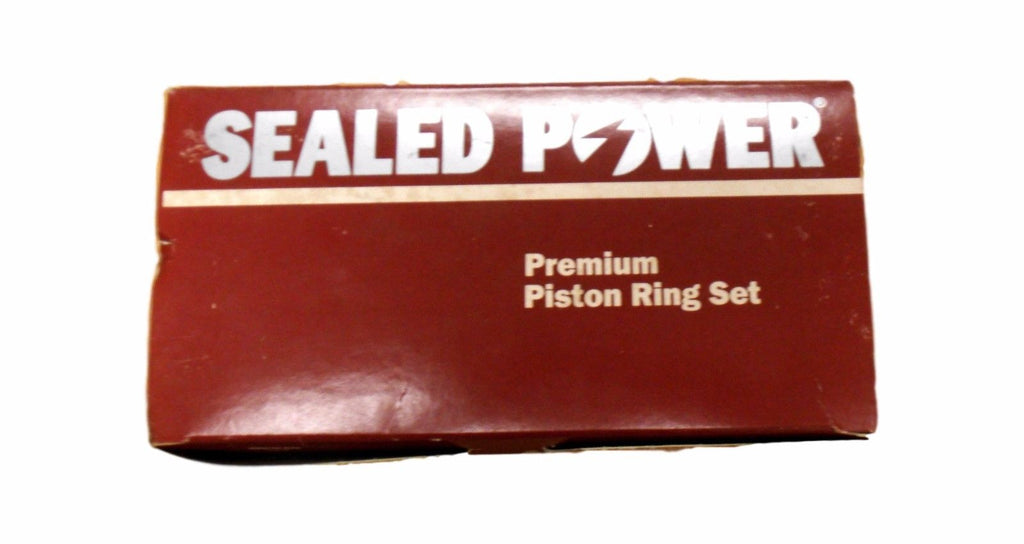 SEALED POWER®
Premium
Piston Ring Set